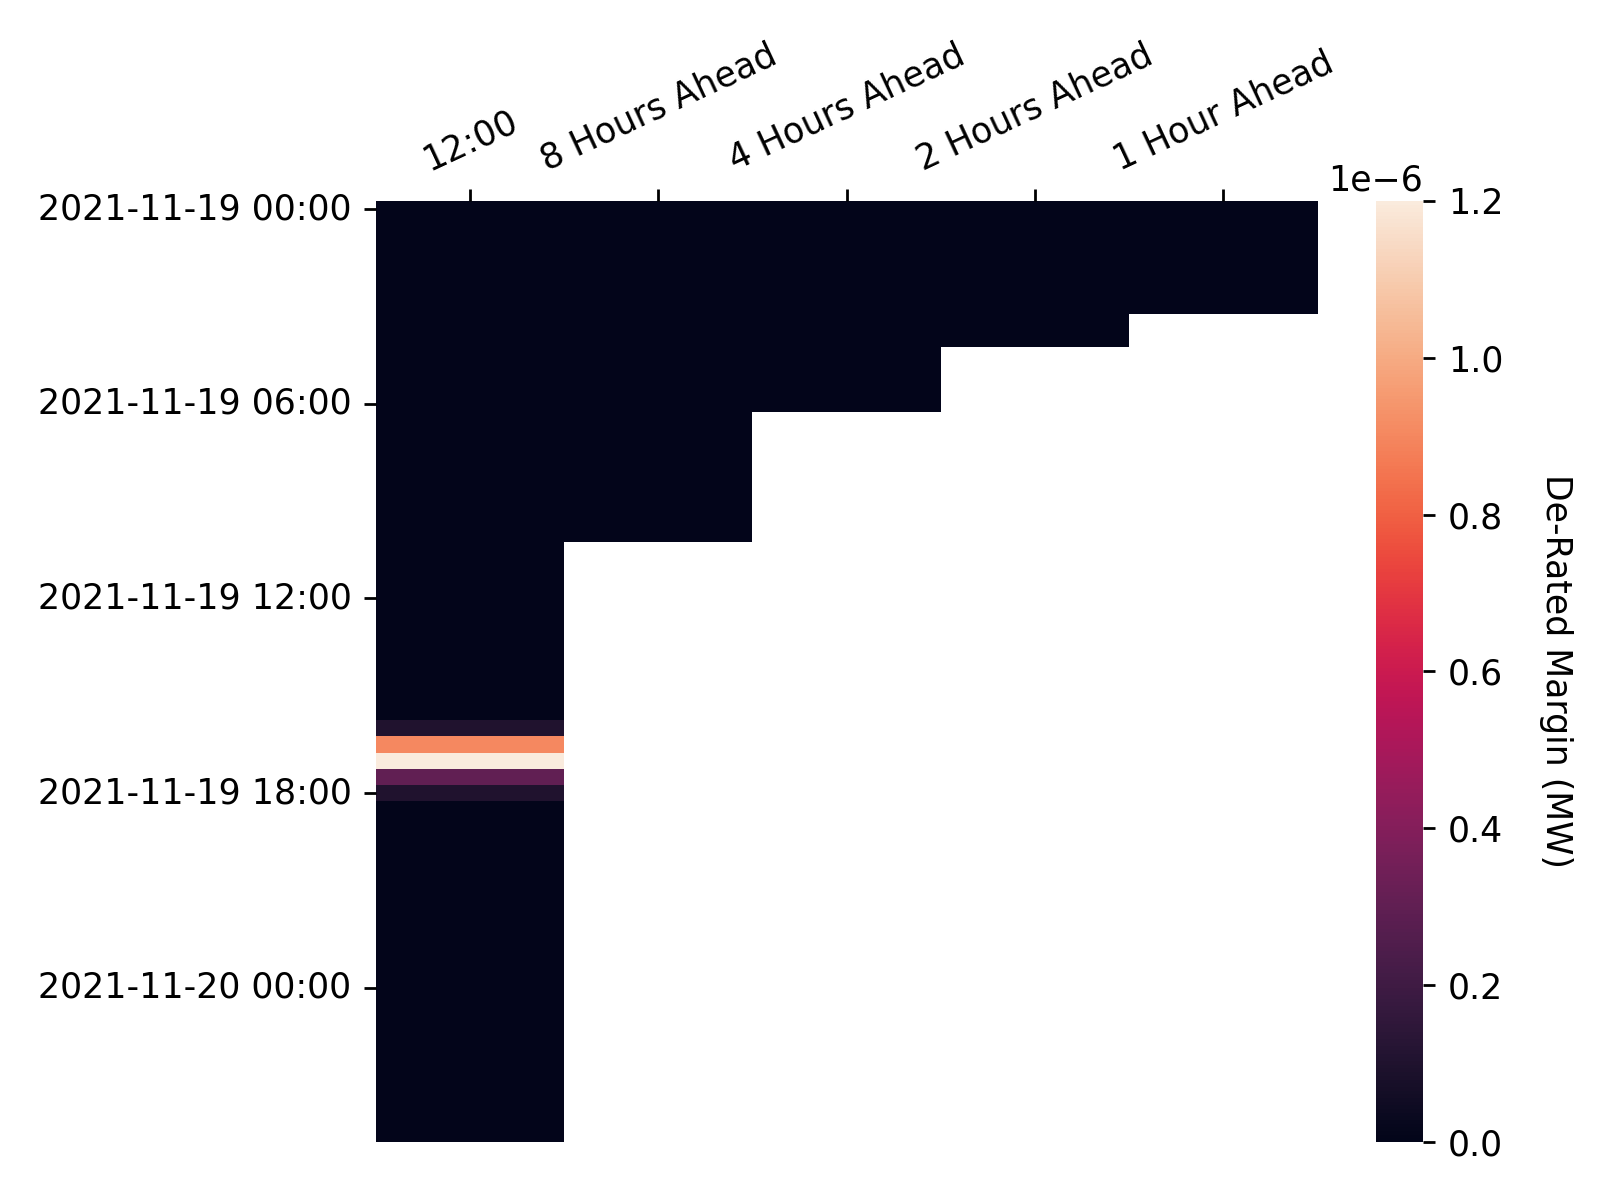 12:00
8 Hours Ahead
4 Hours Ahead
2 Hours Ahead
1 Hour Ahead
2021-11-19 00:00
2021-11-19 06:00
2021-11-19 12:00
2021-11-19 18:00
2021-11-20 00:00
1e−6
1.2
1.0
0.8
0.6
0.4
0.2
0.0
De-Rated Margin (MW)